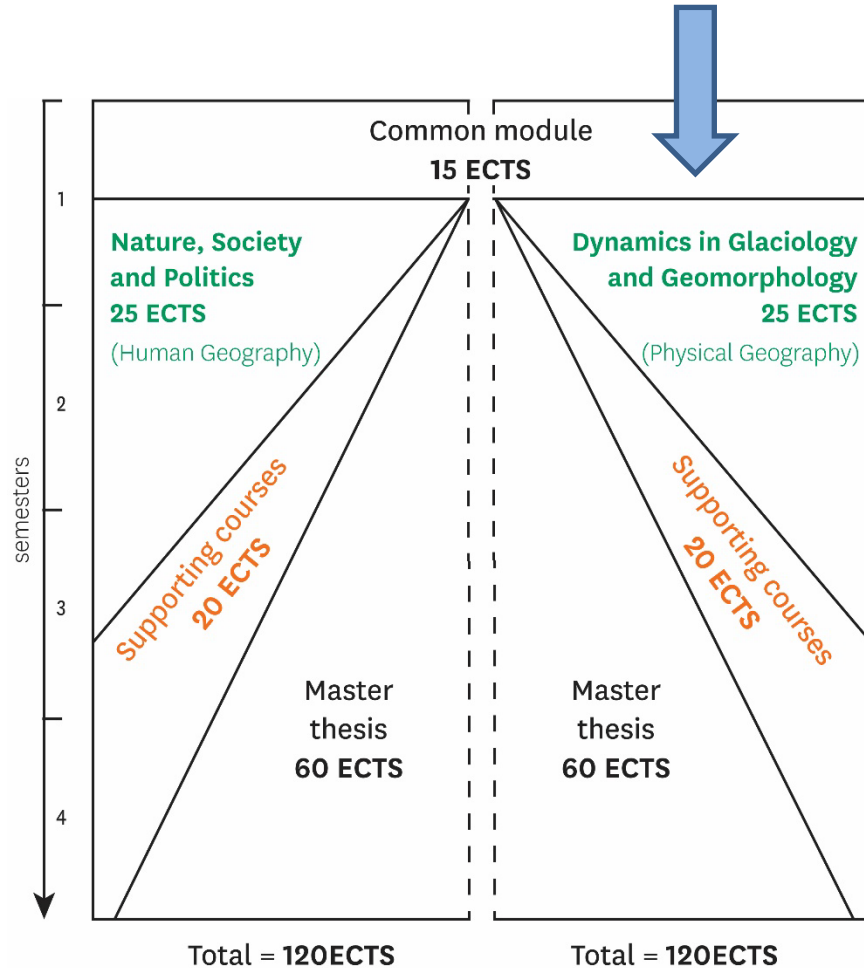 Common module
15 ECTS
1
Nature, Society
and Politics
25 ECTS
(Human Geography)
Dynamics in Glaciology
and Geomorphology
25 ECTS
(Physical Geography)
2
semesters
Supporting courses
20 ECTS
Supporting courses
20 ECTS
3
Master
thesis
60 ECTS
Master
thesis
60 ECTS
4
Total = 120ECTS
Total = 120ECTS